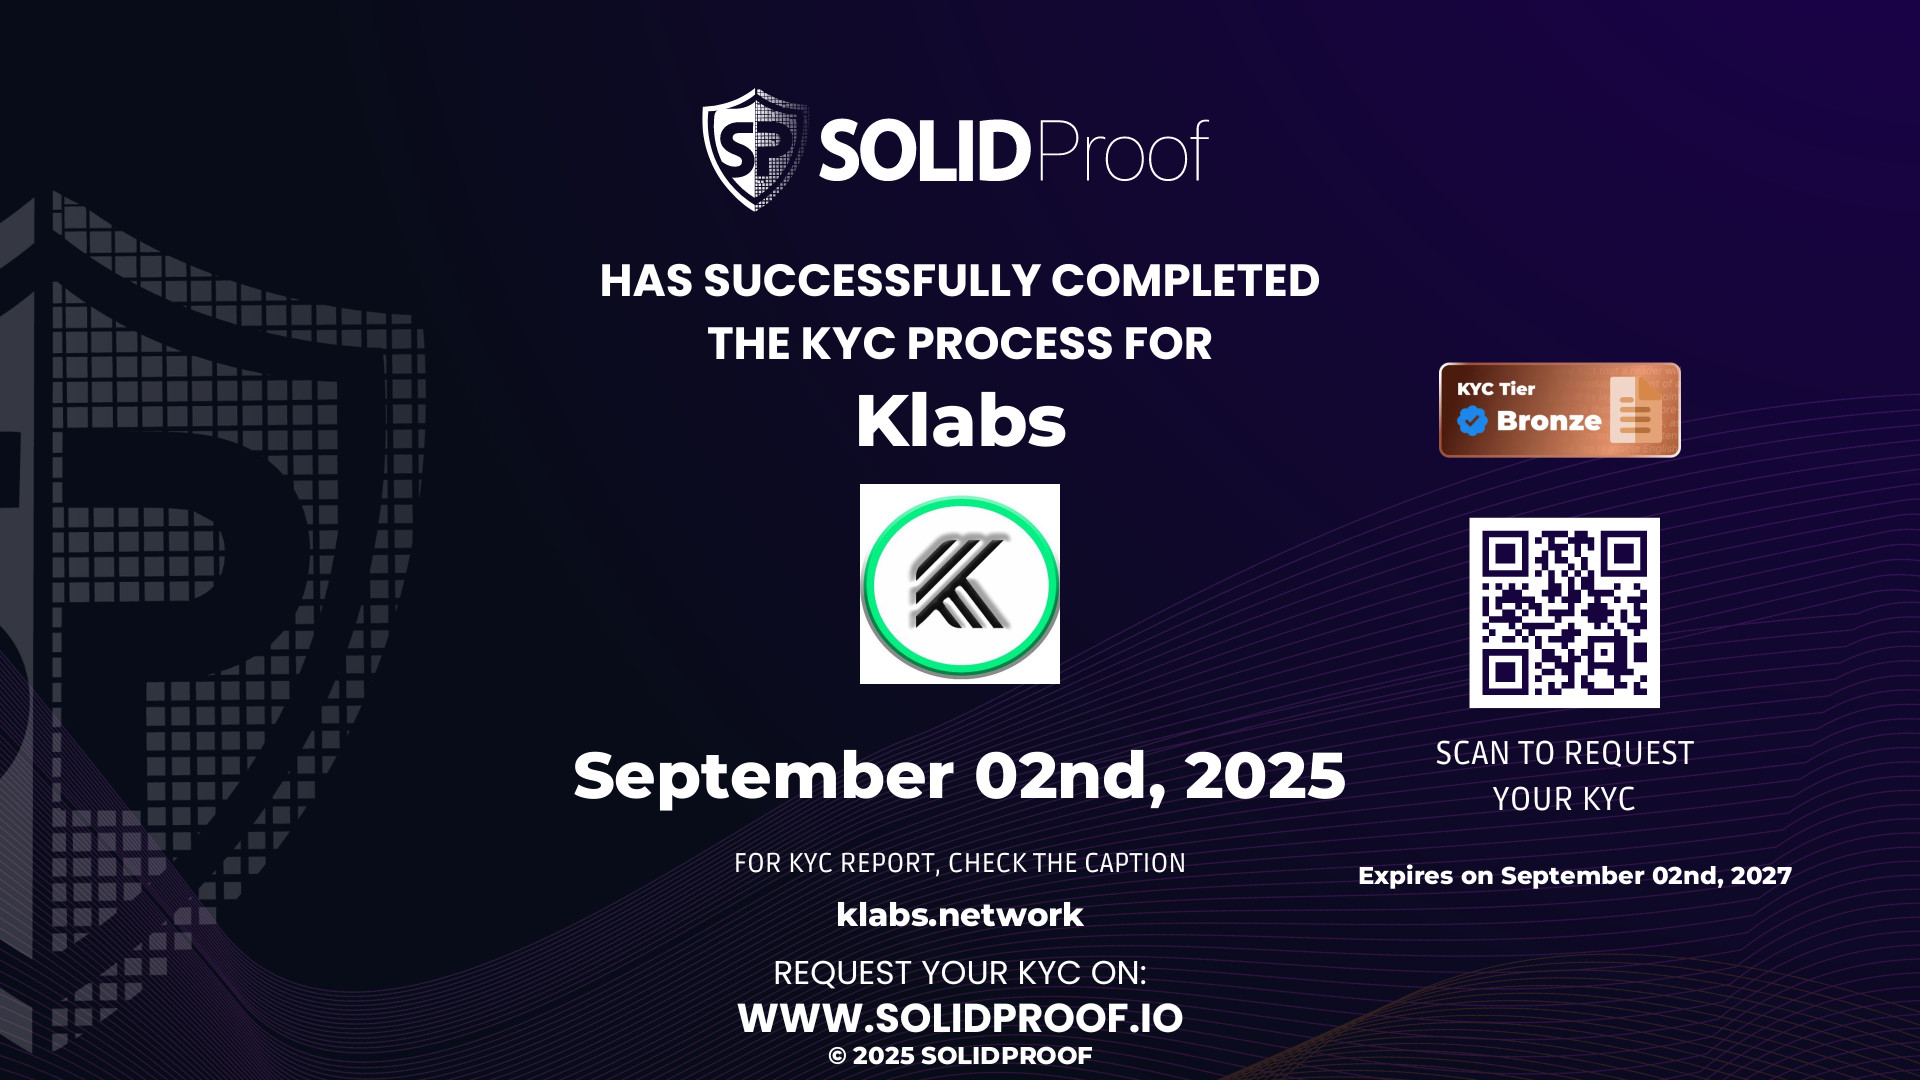 SP SOLIDProof
HAS SUCCESSFULLY COMPLETED
THE KYC PROCESS FOR
Klabs
KYC Tier
Bronze
September 02nd, 2025
SCAN TO REQUEST
YOUR KYC
FOR KYC REPORT, CHECK THE CAPTION
Expires on September 02nd, 2027
klabs.network
REQUEST YOUR KYC ON:
WWW.SOLIDPROOF.IO
© 2025 SOLIDPROOF